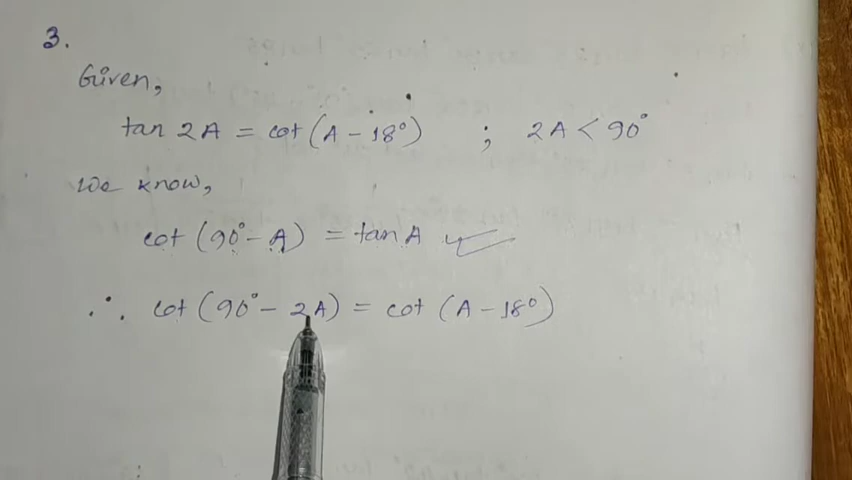 3.
Given,
tan 2A = cot (A - 18°) ; 2A < 90°
We know,
cot (90° - A) = tan A
∴ cot (90° - 2A) = cot (A - 18°)